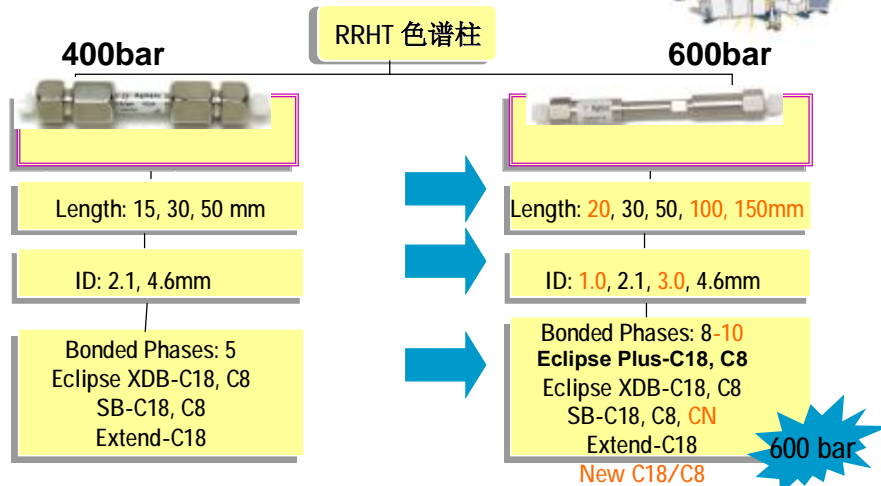 RRHT 色谱柱
400bar
600bar
Length: 15, 30, 50 mm
ID: 2.1, 4.6mm
Bonded Phases: 5
Eclipse XDB-C18, C8
SB-C18, C8
Extend-C18
Length: 20, 30, 50, 100, 150mm
ID: 1.0, 2.1, 3.0, 4.6mm
Bonded Phases: 8-10
Eclipse Plus-C18, C8
Eclipse XDB-C18, C8
SB-C18, C8, CN
Extend-C18
New C18/C8
600 bar